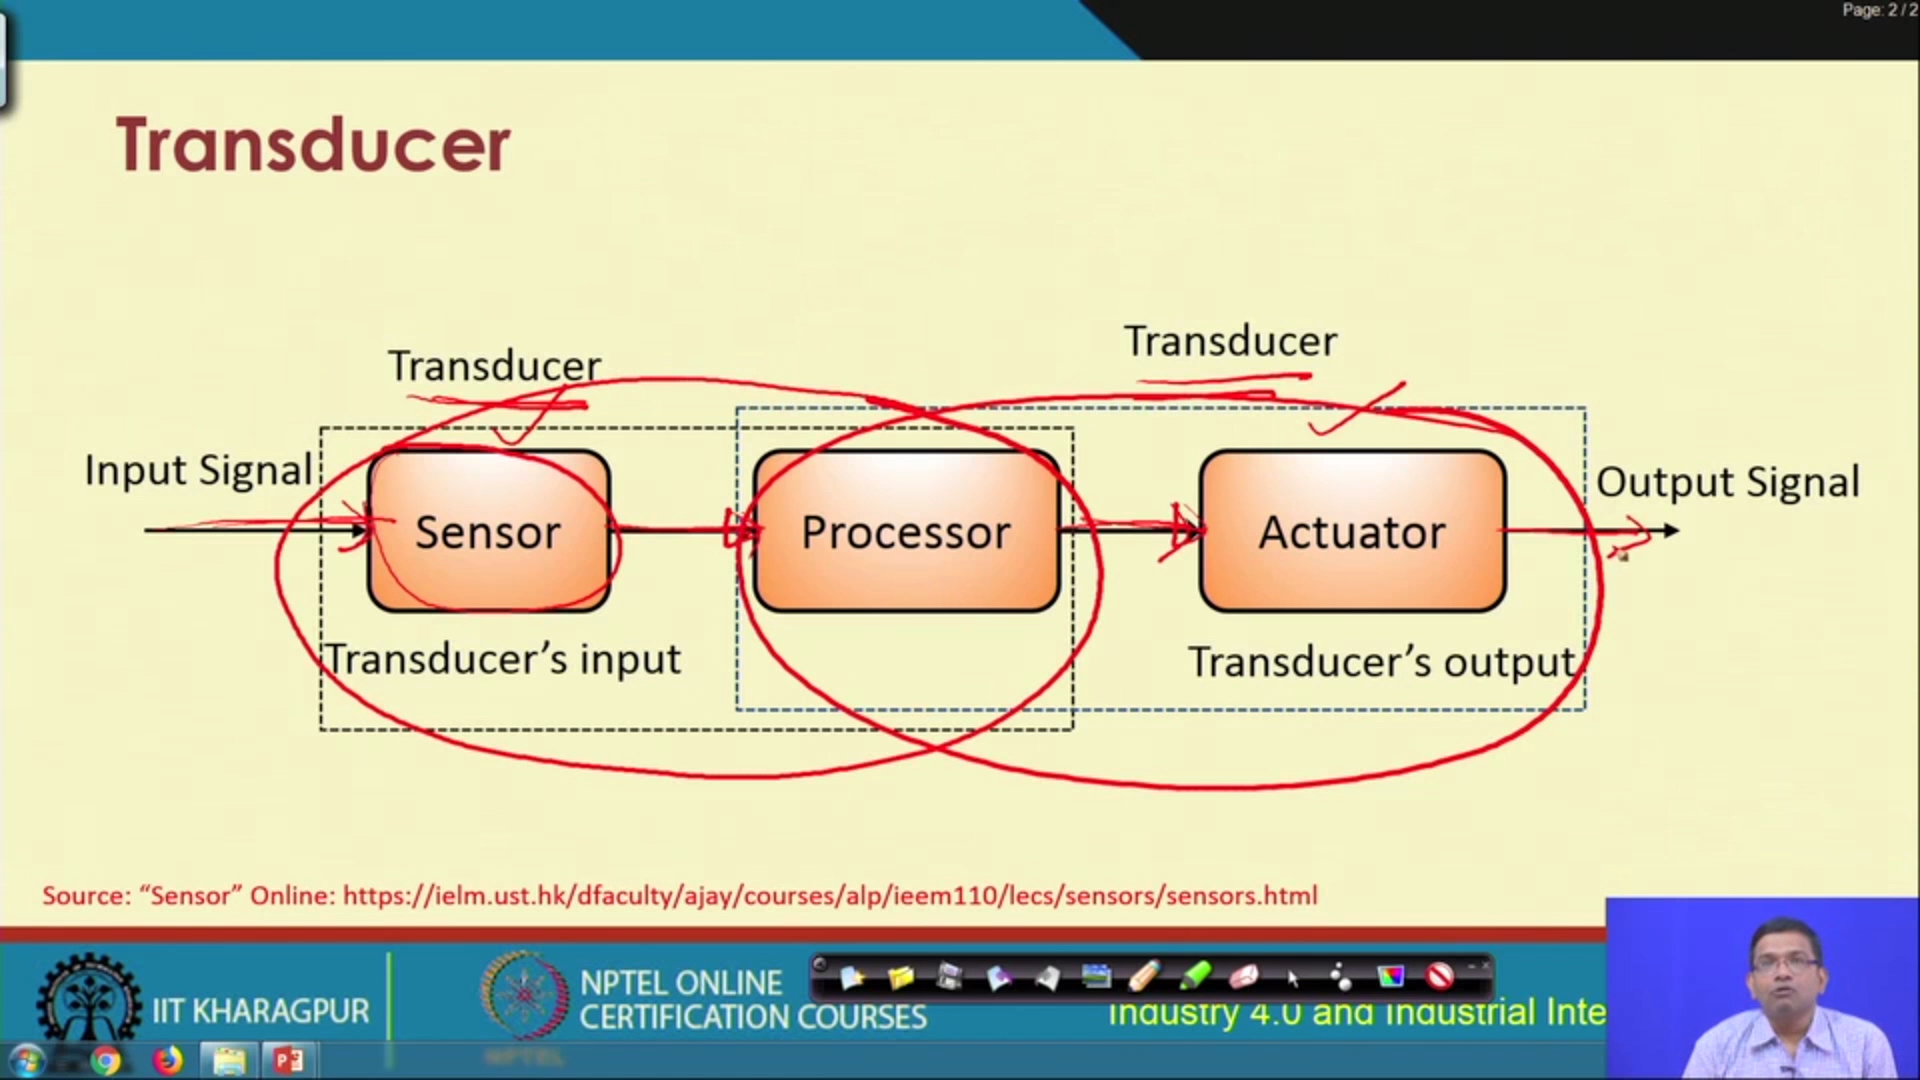 Page: 2 / 2
Transducer
Transducer
Transducer
Input Signal
Output Signal
Sensor
Processor
Actuator
Transducer’s input
Transducer’s output
Source: “Sensor” Online: https://ielm.ust.hk/dfaculty/ajay/courses/alp/ieem110/lecs/sensors/sensors.html
IIT KHARAGPUR
NPTEL ONLINE
CERTIFICATION COURSES
Industry 4.0 and Industrial Inte
NPTEL